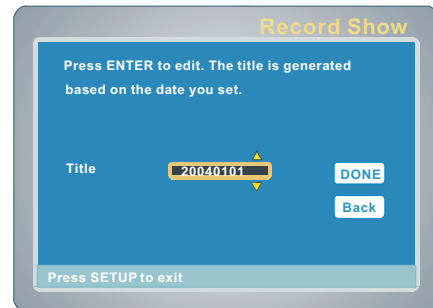 Record Show
Press ENTER to edit. The title is generated
based on the date you set.
Title
20040101
DONE
Back
Press SETUP to exit